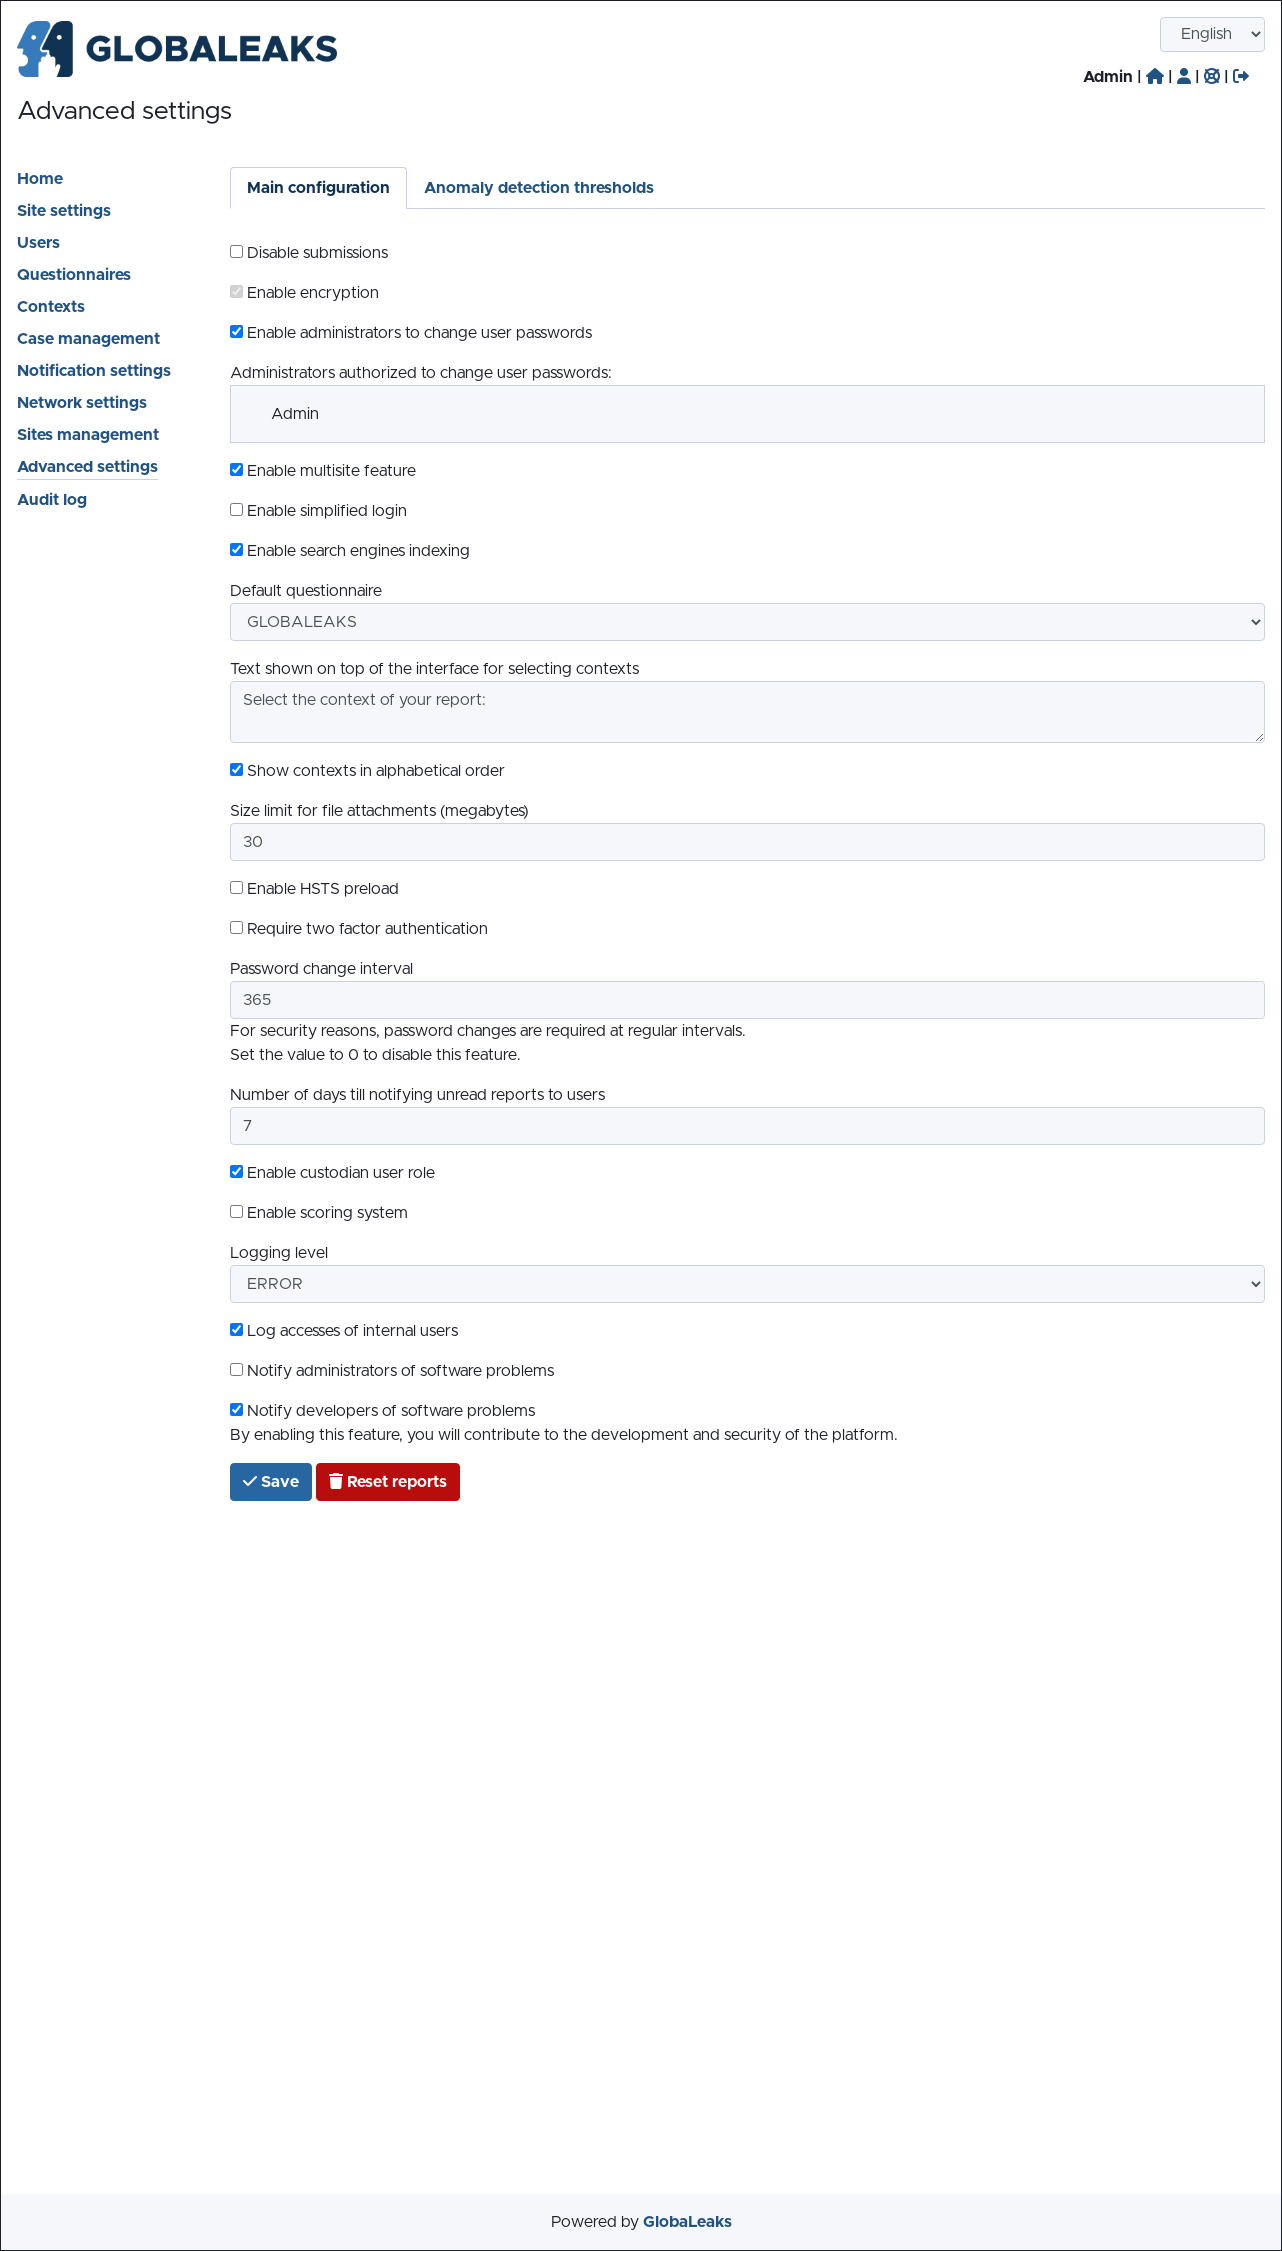 GLOBALEAKS
English
Admin | | | |
Advanced settings
Home
Site settings
Users
Questionnaires
Contexts
Case management
Notification settings
Network settings
Sites management
Advanced settings
Audit log
Main configuration
Anomaly detection thresholds
Disable submissions
Enable encryption
Enable administrators to change user passwords
Administrators authorized to change user passwords:
Admin
Enable multisite feature
Enable simplified login
Enable search engines indexing
Default questionnaire
GLOBALEAKS
Text shown on top of the interface for selecting contexts
Select the context of your report:
Show contexts in alphabetical order
Size limit for file attachments (megabytes)
30
Enable HSTS preload
Require two factor authentication
Password change interval
365
For security reasons, password changes are required at regular intervals.
Set the value to 0 to disable this feature.
Number of days till notifying unread reports to users
7
Enable custodian user role
Enable scoring system
Logging level
ERROR
Log accesses of internal users
Notify administrators of software problems
Notify developers of software problems
By enabling this feature, you will contribute to the development and security of the platform.
Save
Reset reports
Powered by GlobaLeaks